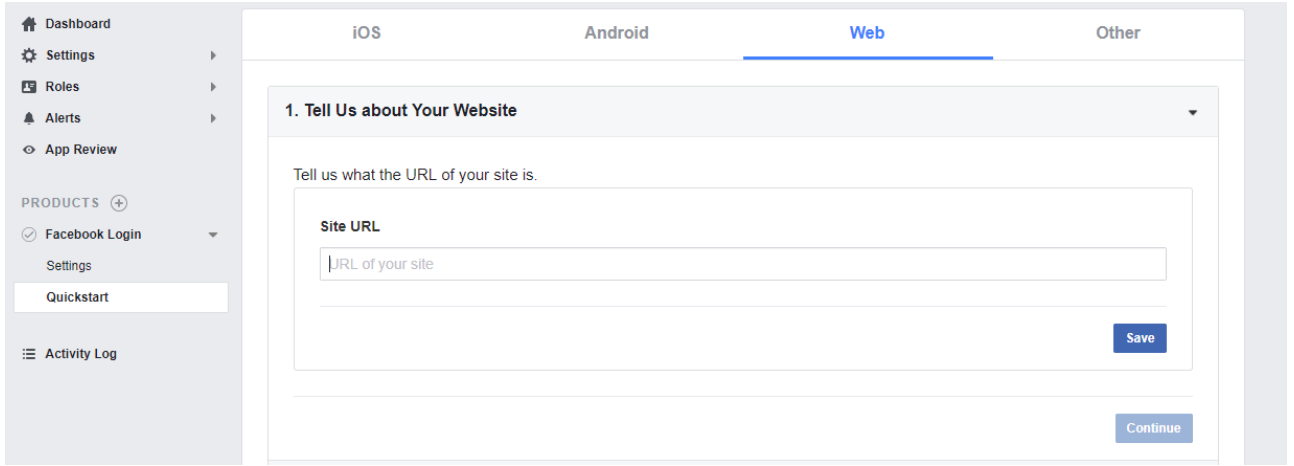 Dashboard
Settings
Roles
Alerts
App Review
PRODUCTS
Facebook Login
Settings
Quickstart
Activity Log
iOS Android Web Other
1. Tell Us about Your Website
Tell us what the URL of your site is.
Site URL
URL of your site
Save
Continue